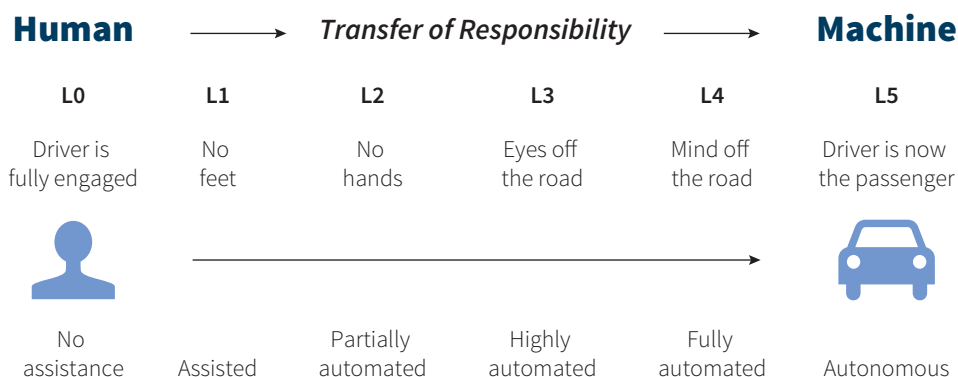 Human Transfer of Responsibility Machine
L0 L1 L2 L3 L4 L5
Driver is No No Eyes off Mind off Driver is now
fully engaged feet hands the road the road the passenger
No Partially Highly Fully
assistance Assisted automated automated automated Autonomous